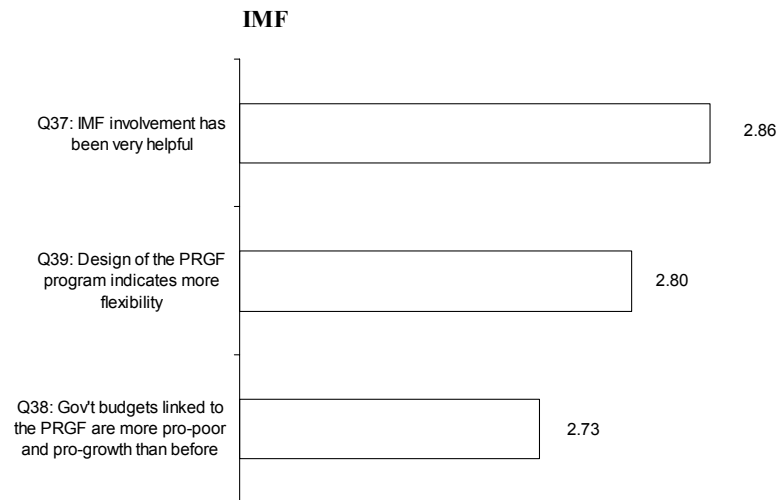 IMF
Q37: IMF involvement has
been very helpful
2.86
Q39: Design of the PRGF
program indicates more
flexibility
2.80
Q38: Gov't budgets linked to
the PRGF are more pro-poor
and pro-growth than before
2.73